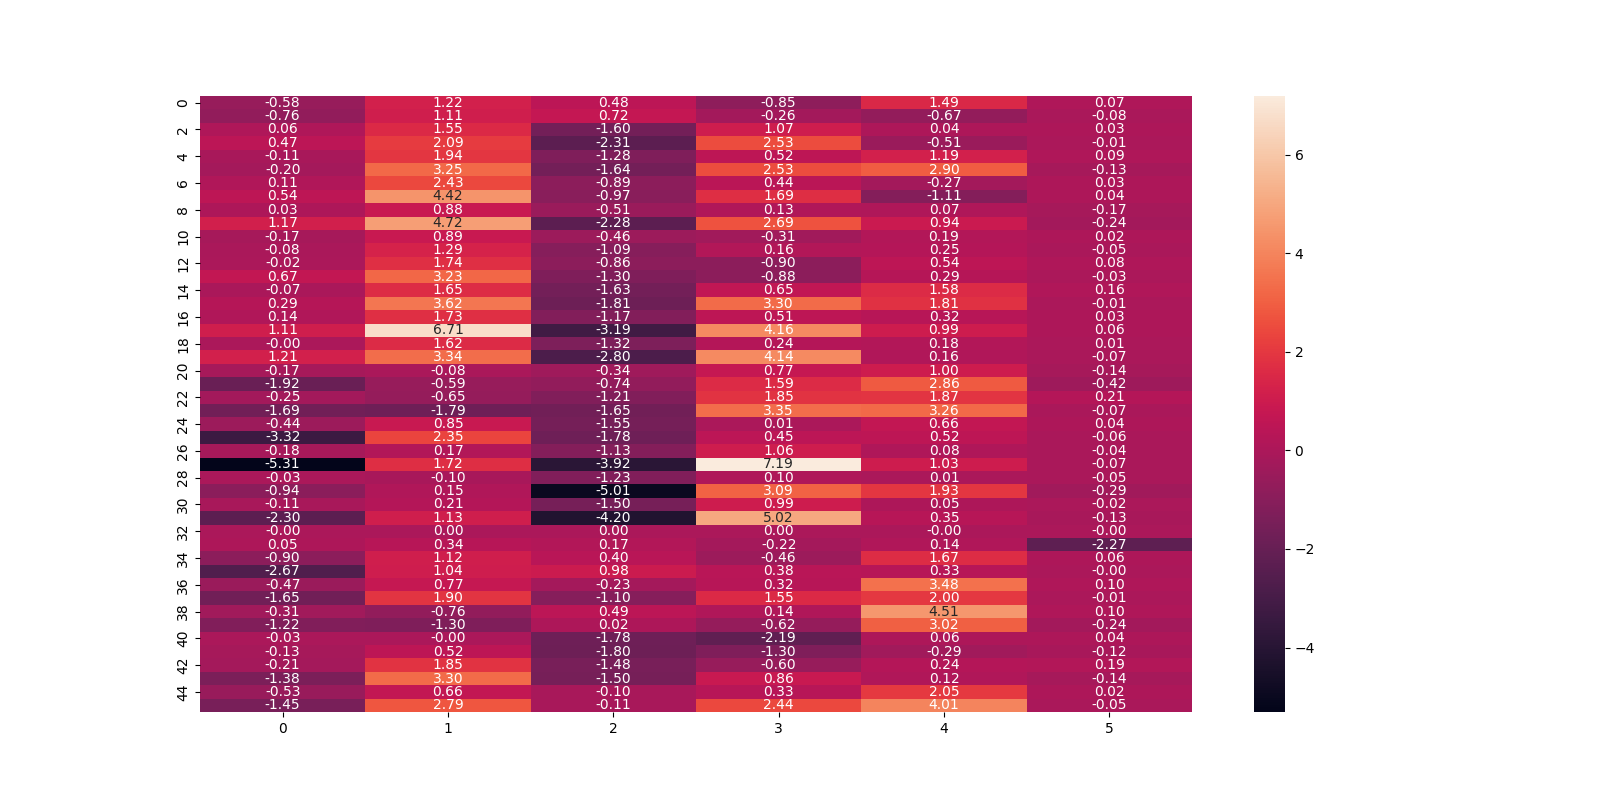 0 -0.58 1.22 0.48 -0.85 1.49 0.07
-0.76 1.11 0.72 -0.26 -0.67 -0.08
2 0.06 1.55 -1.60 1.07 0.04 0.03
0.47 2.09 -2.31 2.53 -0.51 -0.01
4 -0.11 1.94 -1.28 0.52 1.19 0.09
-0.20 3.25 -1.64 2.53 2.90 -0.13
6 0.11 2.43 -0.89 0.44 -0.27 0.03
0.54 4.42 -0.97 1.69 -1.11 0.04
8 0.03 0.88 -0.51 0.13 0.07 -0.17
1.17 4.72 -2.28 2.69 0.94 -0.24
10 -0.17 0.89 -0.46 -0.31 0.19 0.02
-0.08 1.29 -1.09 0.16 0.25 -0.05
12 -0.02 1.74 -0.86 -0.90 0.54 0.08
0.67 3.23 -1.30 -0.88 0.29 -0.03
14 -0.07 1.65 -1.63 0.65 1.58 0.16
0.29 3.62 -1.81 3.30 1.81 -0.01
16 0.14 1.73 -1.17 0.51 0.32 0.03
1.11 6.71 -3.19 4.16 0.99 0.06
18 -0.00 1.62 -1.32 0.24 0.18 0.01
1.21 3.34 -2.80 4.14 0.16 -0.07
20 -0.17 -0.08 -0.34 0.77 1.00 -0.14
-1.92 -0.59 -0.74 1.59 2.86 -0.42
22 -0.25 -0.65 -1.21 1.85 1.87 0.21
-1.69 -1.79 -1.65 3.35 3.26 -0.07
24 -0.44 0.85 -1.55 0.01 0.66 0.04
-3.32 2.35 -1.78 0.45 0.52 -0.06
26 -0.18 0.17 -1.13 1.06 0.08 -0.04
-5.31 1.72 -3.92 7.19 1.03 -0.07
28 -0.03 -0.10 -1.23 0.10 0.01 -0.05
-0.94 0.15 -5.01 3.09 1.93 -0.29
30 -0.11 0.21 -1.50 0.99 0.05 -0.02
-2.30 1.13 -4.20 5.02 0.35 -0.13
32 -0.00 0.00 0.00 0.00 -0.00 -0.00
0.05 0.34 0.17 -0.22 0.14 -2.27
34 -0.90 1.12 0.40 -0.46 1.67 0.06
-2.67 1.04 0.98 0.38 0.33 -0.00
36 -0.47 0.77 -0.23 0.32 3.48 0.10
-1.65 1.90 -1.10 1.55 2.00 -0.01
38 -0.31 -0.76 0.49 0.14 4.51 0.10
-1.22 -1.30 0.02 -0.62 3.02 -0.24
40 -0.03 -0.00 -1.78 -2.19 0.06 0.04
-0.13 0.52 -1.80 -1.30 -0.29 -0.12
42 -0.21 1.85 -1.48 -0.60 0.24 0.19
-1.38 3.30 -1.50 0.86 0.12 -0.14
44 -0.53 0.66 -0.10 0.33 2.05 0.02
-1.45 2.79 -0.11 2.44 4.01 -0.05
0 1 2 3 4 5
6
4
2
0
−2
−4